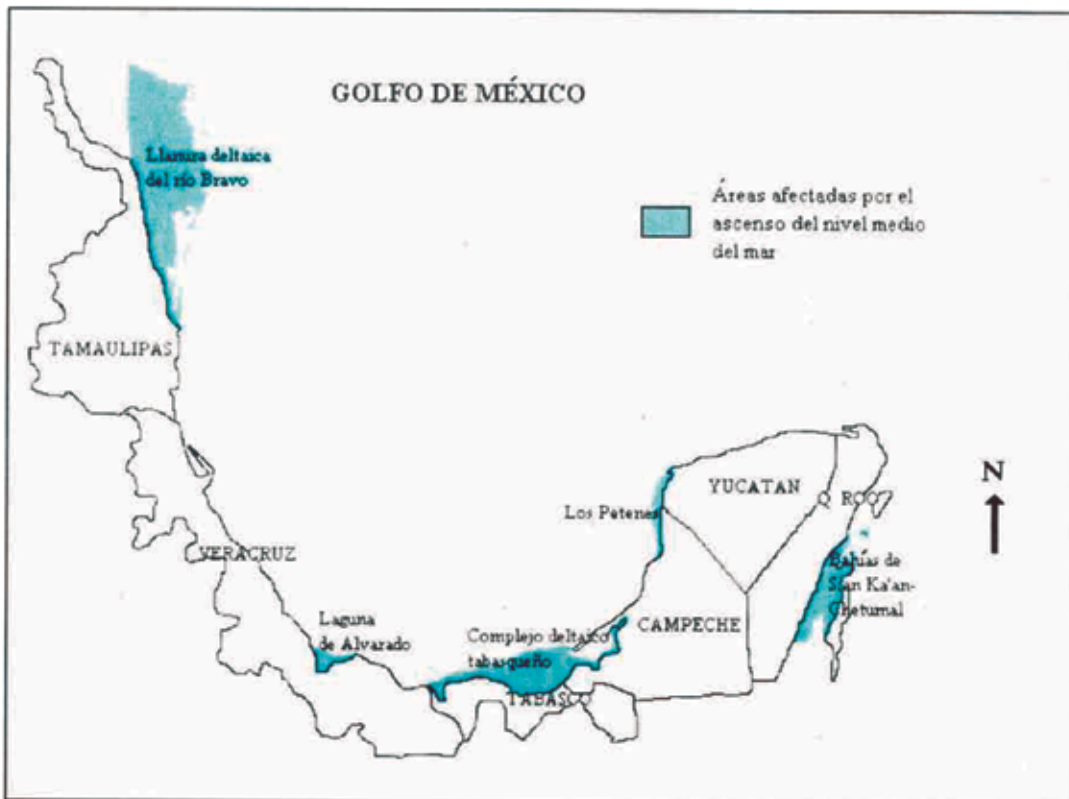 GOLFO DE MÉXICO
Llanura deltaica
del río Bravo
Áreas afectadas por el
ascenso del nivel medio
del mar
TAMAULIPAS
N
YUCATAN
Q ROO
Los Petenes
VERACRUZ
Bahías de
Sian Ka'an-
Chetumal
Laguna
de Alvarado
Complejo deltaico
tabasqueño
CAMPECHE
TABASCO